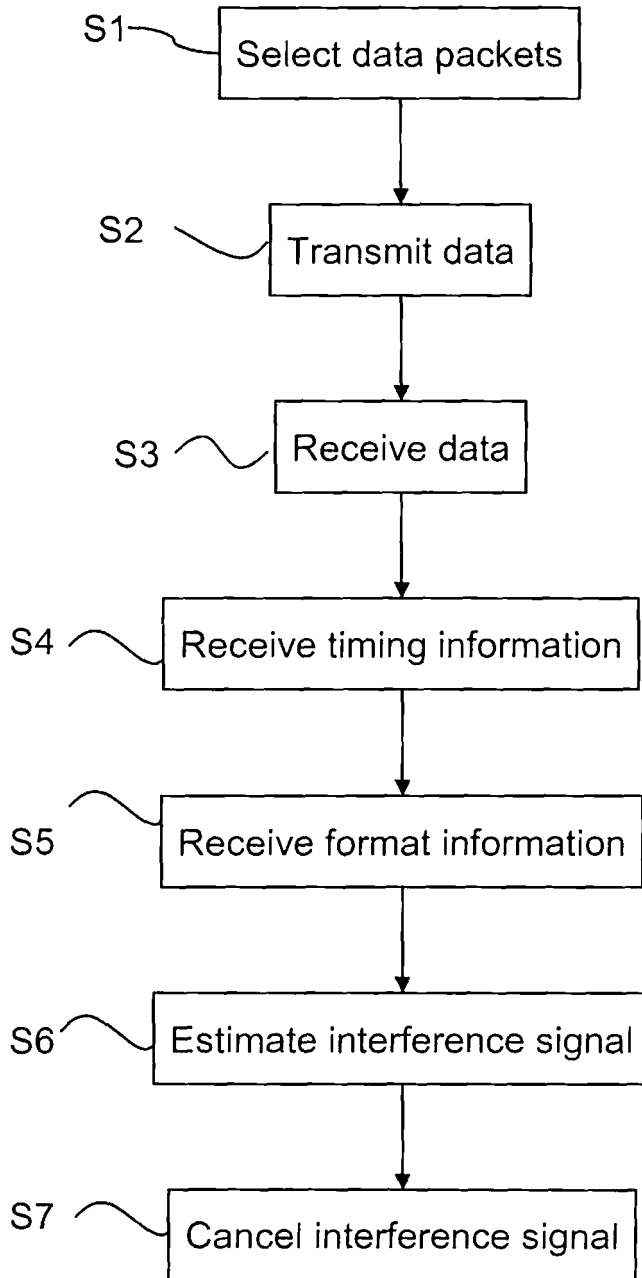 S1
Select data packets
S2
Transmit data
S3
Receive data
S4
Receive timing information
S5
Receive format information
S6
Estimate interference signal
S7
Cancel interference signal